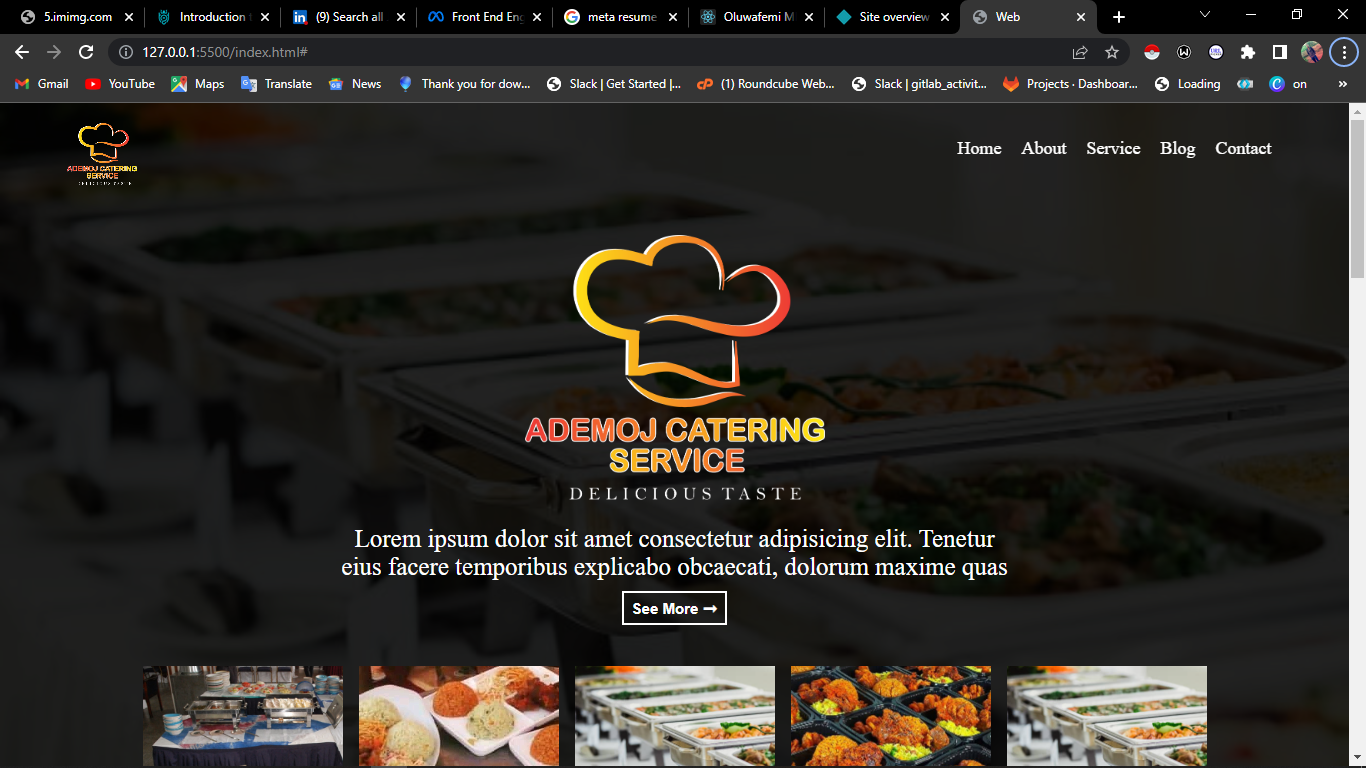 5.imimg.com
Introduction t
(9) Search all
Front End Eng
meta resume
Oluwafemi M
Site overview
Web
127.0.0.1:5500/index.html#
Gmail
YouTube
Maps
Translate
News
Thank you for dow...
Slack | Get Started |...
(1) Roundcube Web...
Slack | gitlab_activit...
Projects · Dashboar...
Loading
on
»
ADEMOJ CATERING
SERVICE
DELICIOUS TASTE
Home
About
Service
Blog
Contact
ADEMOJ CATERING
SERVICE
DELICIOUS TASTE
Lorem ipsum dolor sit amet consectetur adipisicing elit. Tenetur
eius facere temporibus explicabo obcaecati, dolorum maxime quas
See More ➞